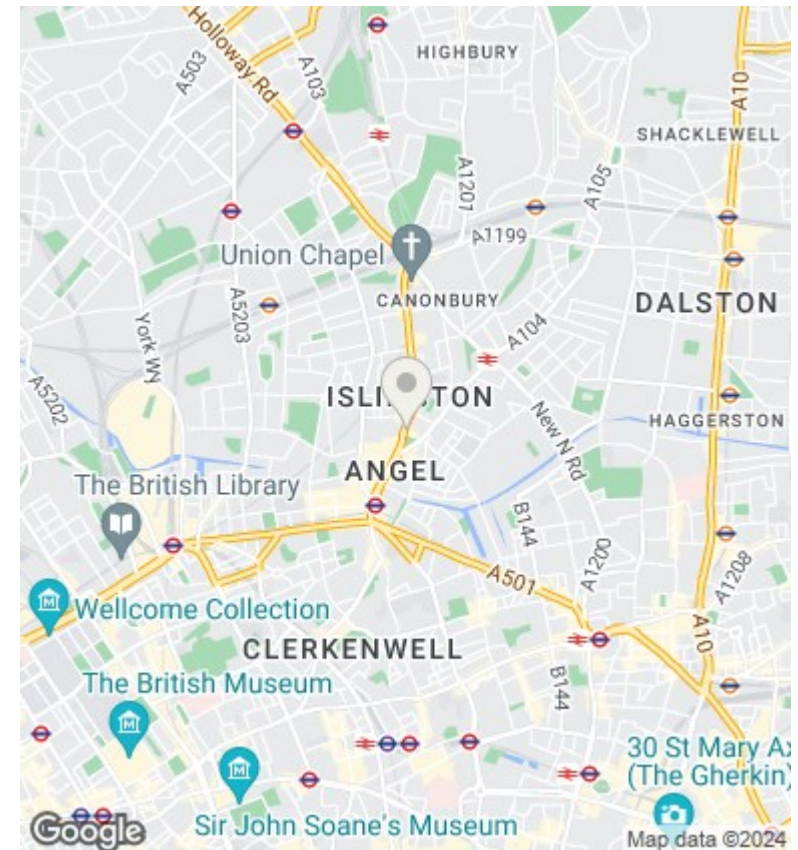 Holloway Rd
A503
A103
HIGHBURY
A10
SHACKLEWELL
A1201
A105
A1199
Union Chapel
CANONBURY
A5203
York Wy
DALSTON
A104
A5202
ISLINGTON
New N Rd
HAGGERSTON
ANGEL
The British Library
B144
A501
A1200
A1208
Wellcome Collection
CLERKENWELL
A10
The British Museum
B144
30 St Mary Ax
(The Gherkin)
Sir John Soane's Museum
Google
Map data ©2024